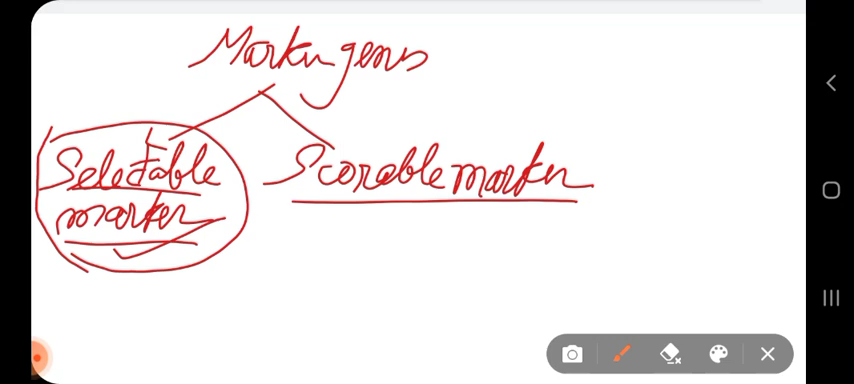 Marker genes
Selectable
marker
Scorable marker